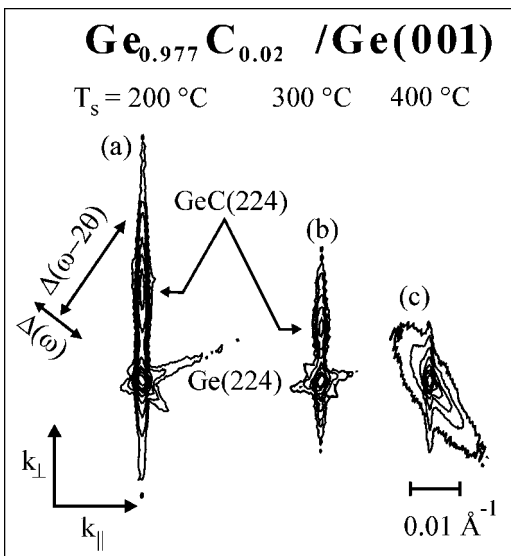 Ge₀.₉₇₇C₀.₀₂ /Ge(001)
Tₛ = 200 °C 300 °C 400 °C
(a)
GeC(224)
(b)
Δ(ω−2θ)
Δ(ω)
(c)
Ge(224)
k⊥
k∥
0.01 Å⁻¹